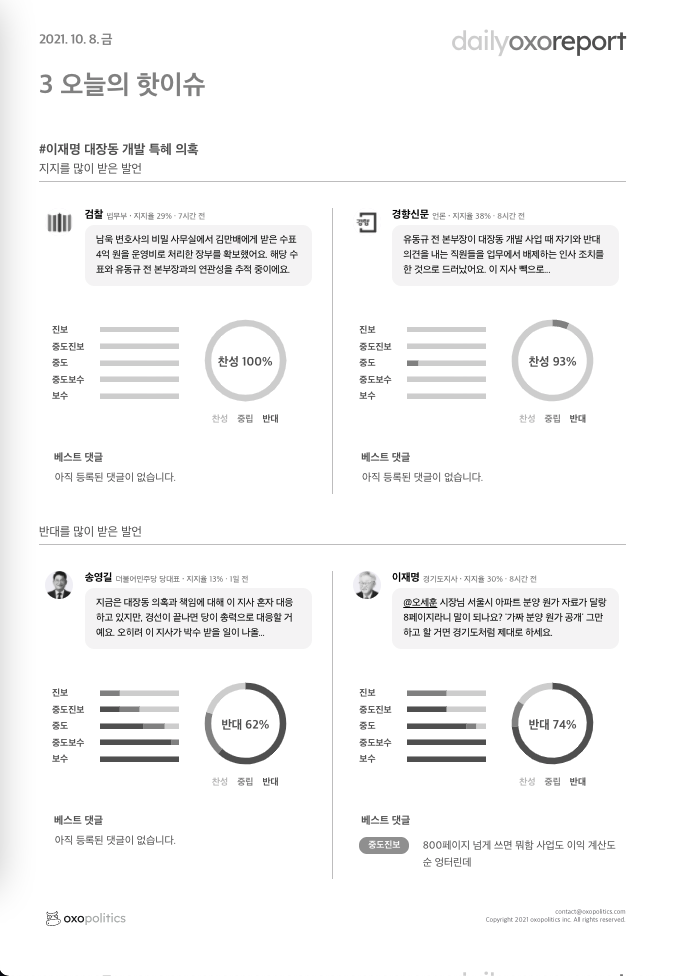 2021. 10. 8. 금
dailyoxoreport
3 오늘의 핫이슈
#이재명 대장동 개발 특혜 의혹
지지를 많이 받은 발언
검찰 법무부 · 지지율 29% · 7시간 전
남욱 변호사의 비밀 사무실에서 김만배에게 받은 수표
4억 원을 운영비로 처리한 장부를 확보했어요. 해당 수
표와 유동규 전 본부장과의 연관성을 추적 중이에요.
진보
중도진보
중도
중도보수
보수
찬성 100%
찬성 중립 반대
베스트 댓글
아직 등록된 댓글이 없습니다.
경향
경향신문 언론 · 지지율 38% · 8시간 전
유동규 전 본부장이 대장동 개발 사업 때 자기와 반대
의견을 내는 직원들을 업무에서 배제하는 인사 조치를
한 것으로 드러났어요. 이 지사 빽으로...
진보
중도진보
중도
중도보수
보수
찬성 93%
찬성 중립 반대
베스트 댓글
아직 등록된 댓글이 없습니다.
반대를 많이 받은 발언
송영길 더불어민주당 당대표 · 지지율 13% · 1일 전
지금은 대장동 의혹과 책임에 대해 이 지사 혼자 대응
하고 있지만, 경선이 끝나면 당이 총력으로 대응할 거
예요. 오히려 이 지사가 박수 받을 일이 나올...
진보
중도진보
중도
중도보수
보수
반대 62%
찬성 중립 반대
베스트 댓글
아직 등록된 댓글이 없습니다.
이재명 경기도지사 · 지지율 30% · 8시간 전
@오세훈 시장님 서울시 아파트 분양 원가 자료가 달랑
8페이지라니 말이 되나요? '가짜 분양 원가 공개' 그만
하고 할 거면 경기도처럼 제대로 하세요.
진보
중도진보
중도
중도보수
보수
반대 74%
찬성 중립 반대
베스트 댓글
중도진보
800페이지 넘게 쓰면 뭐함 사업도 이익 계산도
순 엉터린데
oxopolitics
contact@oxopolitics.com
Copyright 2021 oxopolitics inc. All rights reserved.